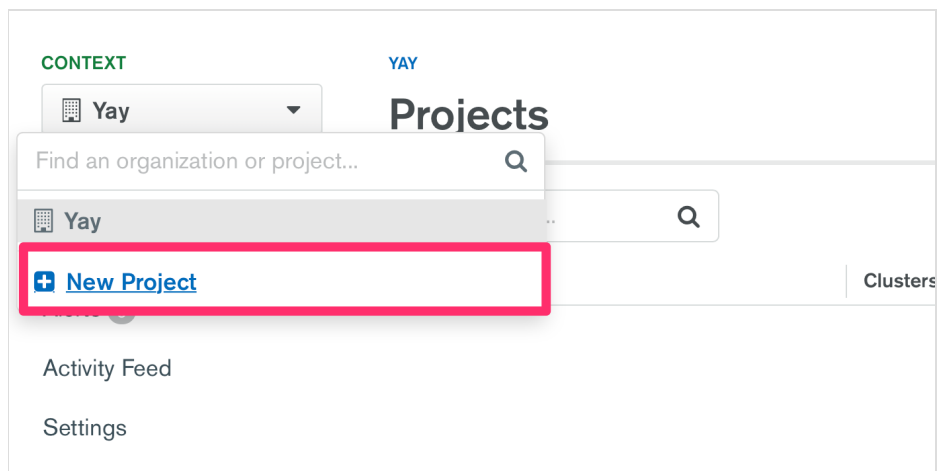 CONTEXT
Yay
YAY
Projects
Find an organization or project...
Yay
New Project
Clusters
Activity Feed
Settings